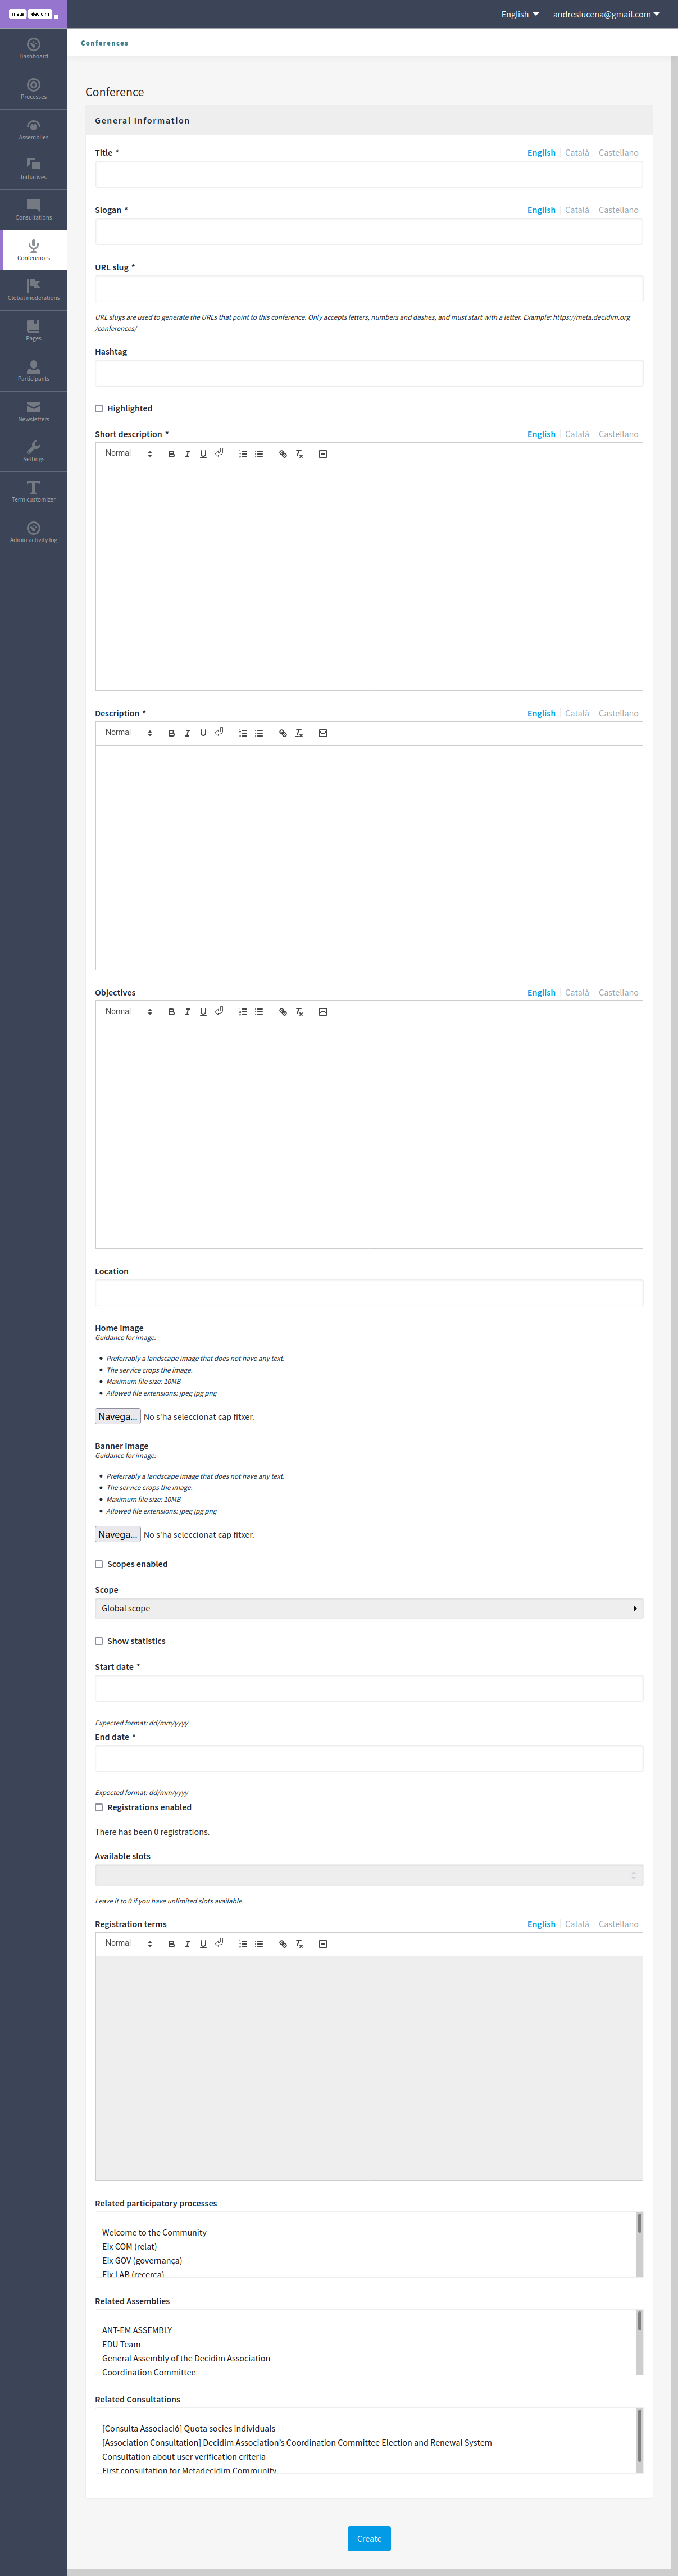 meta decidim
English
andreslucena@gmail.com
Dashboard
Processes
Assemblies
Initiatives
Consultations
Conferences
Global moderations
Pages
Participants
Newsletters
Settings
Term customizer
Admin activity log
Conferences
Conference
General Information
Title *
English Català Castellano
Slogan *
English Català Castellano
URL slug *
URL slugs are used to generate the URLs that point to this conference. Only accepts letters, numbers and dashes, and must start with a letter. Example: https://meta.decidim.org
/conferences/
Hashtag
Highlighted
Short description *
English Català Castellano
Normal
Description *
English Català Castellano
Normal
Objectives
English Català Castellano
Normal
Location
Home image
Guidance for image:
Preferrably a landscape image that does not have any text.
The service crops the image.
Maximum file size: 10MB
Allowed file extensions: jpeg jpg png
Navega... No s'ha seleccionat cap fitxer.
Banner image
Guidance for image:
Preferrably a landscape image that does not have any text.
The service crops the image.
Maximum file size: 10MB
Allowed file extensions: jpeg jpg png
Navega... No s'ha seleccionat cap fitxer.
Scopes enabled
Scope
Global scope
Show statistics
Start date *
Expected format: dd/mm/yyyy
End date *
Expected format: dd/mm/yyyy
Registrations enabled
There has been 0 registrations.
Available slots
Leave it to 0 if you have unlimited slots available.
Registration terms
English Català Castellano
Normal
Related participatory processes
Welcome to the Community
Eix COM (relat)
Eix GOV (governança)
Eix LAB (recerca)
Related Assemblies
ANT-EM ASSEMBLY
EDU Team
General Assembly of the Decidim Association
Coordination Committee
Related Consultations
[Consulta Associació] Quota socies individuals
[Association Consultation] Decidim Association's Coordination Committee Election and Renewal System
Consultation about user verification criteria
First consultation for Metadecidim Community
Create